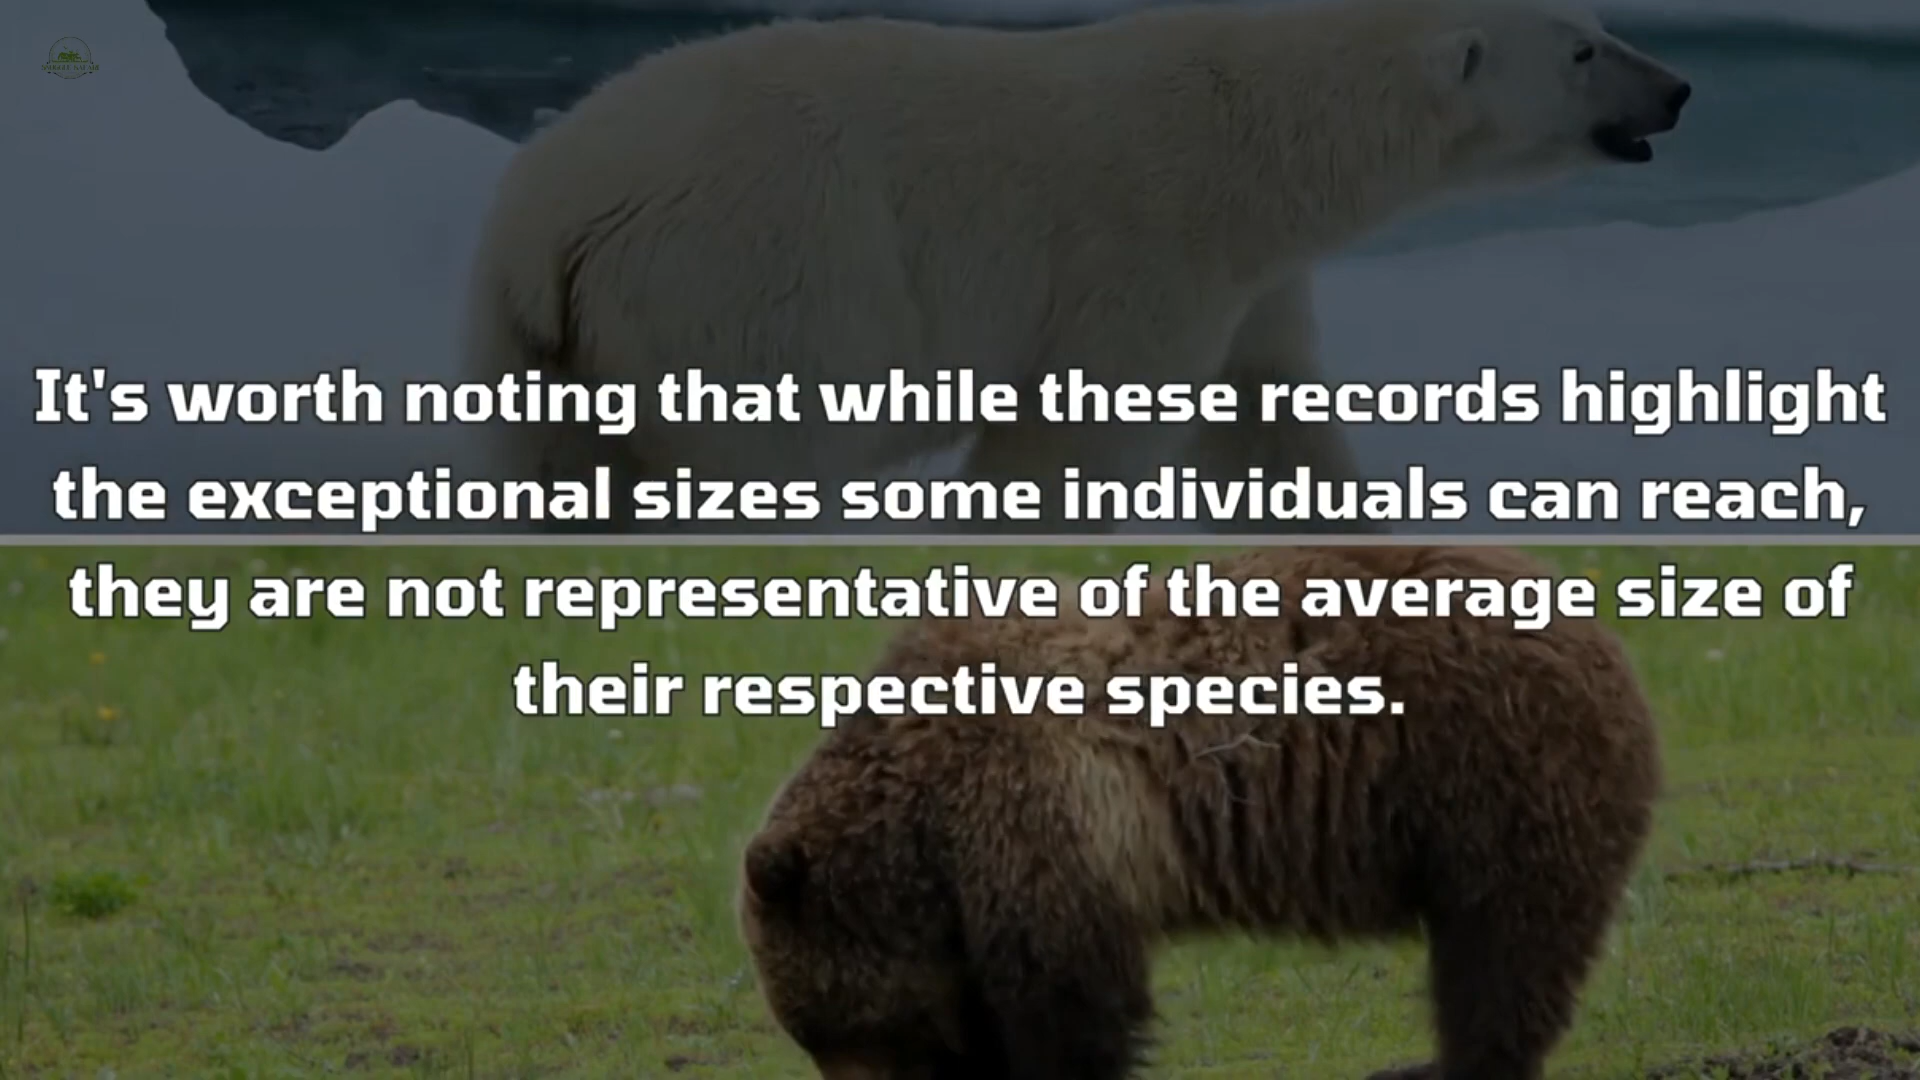 It's worth noting that while these records highlight
the exceptional sizes some individuals can reach,
they are not representative of the average size of
their respective species.